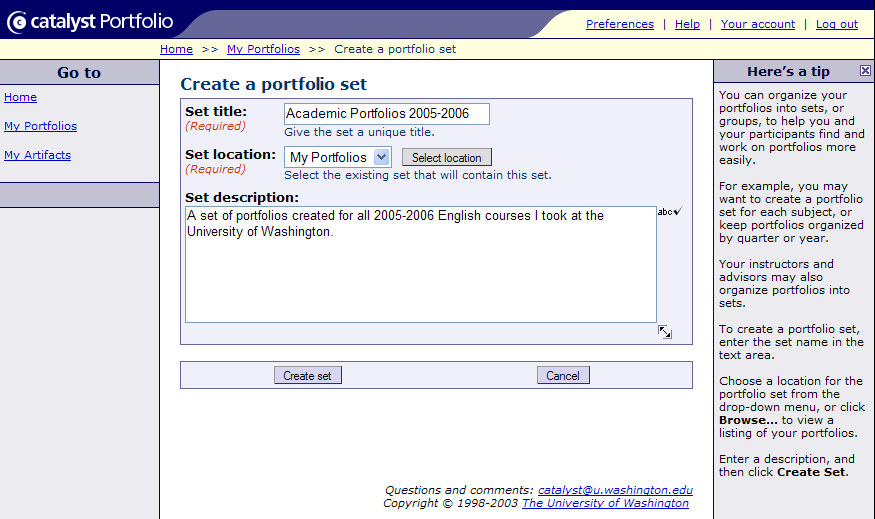 catalyst Portfolio
Preferences | Help | Your account | Log out
Home >> My Portfolios >> Create a portfolio set
Go to
Home
My Portfolios
My Artifacts
Create a portfolio set
Set title:
(Required)
Academic Portfolios 2005-2006
Give the set a unique title.
Set location:
(Required)
My Portfolios
Select location
Select the existing set that will contain this set.
Set description:
A set of portfolios created for all 2005-2006 English courses I took at the
University of Washington.
abc
Create set
Cancel
Questions and comments: catalyst@u.washington.edu
Copyright © 1998-2003 The University of Washington
Here's a tip
You can organize your
portfolios into sets, or
groups, to help you and
your participants find and
work on portfolios more
easily.
For example, you may
want to create a portfolio
set for each subject, or
keep portfolios organized
by quarter or year.
Your instructors and
advisors may also
organize portfolios into
sets.
To create a portfolio set,
enter the set name in the
text area.
Choose a location for the
portfolio set from the
drop-down menu, or click
Browse... to view a
listing of your portfolios.
Enter a description, and
then click Create Set.